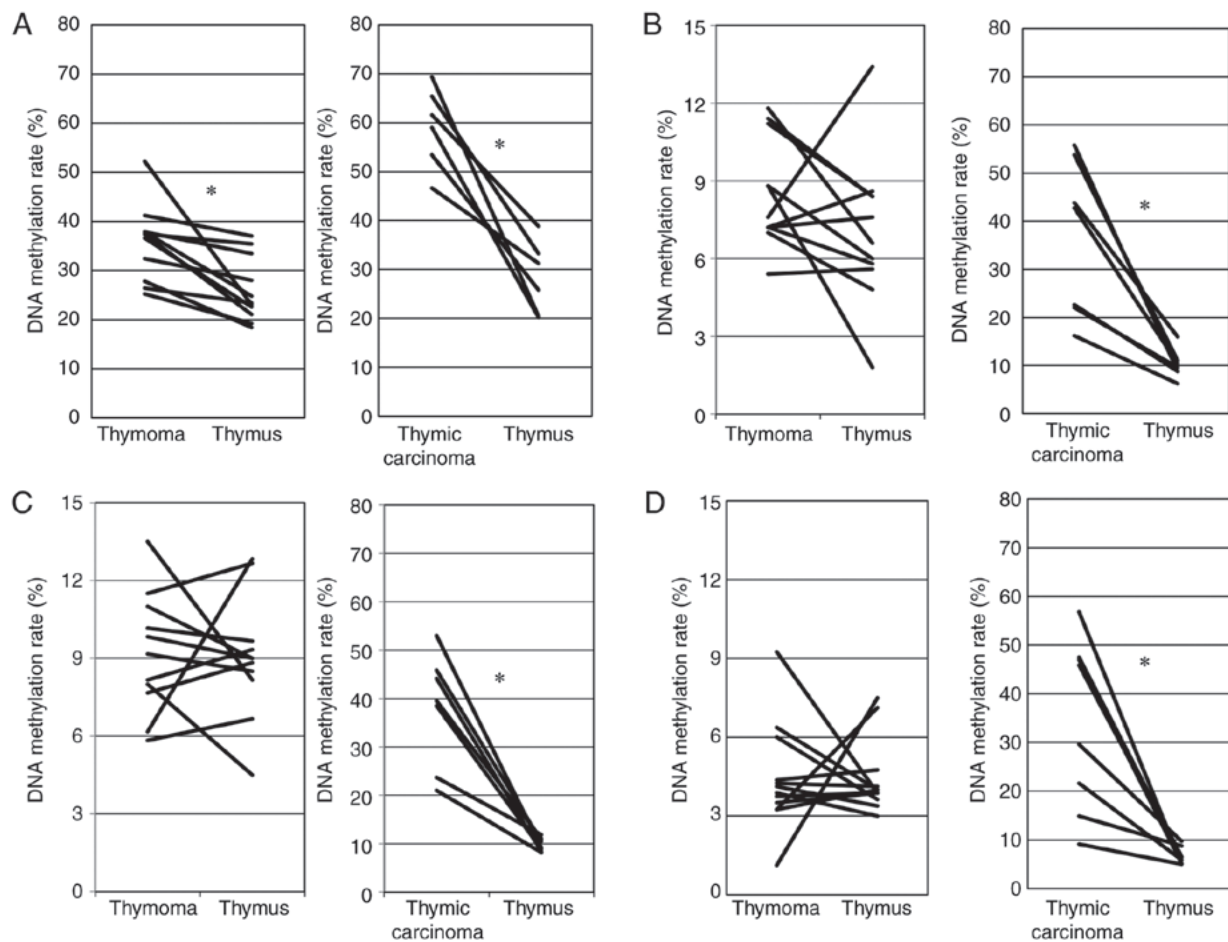 A
DNA methylation rate (%)
80
70
60
50
40
30
20
10
0
*
Thymoma Thymus
DNA methylation rate (%)
80
70
60
50
40
30
20
10
0
*
Thymic Thymus
carcinoma
B
DNA methylation rate (%)
15
12
9
6
3
0
Thymoma Thymus
DNA methylation rate (%)
80
70
60
50
40
30
20
10
0
*
Thymic Thymus
carcinoma
C
DNA methylation rate (%)
15
12
9
6
3
0
Thymoma Thymus
DNA methylation rate (%)
80
70
60
50
40
30
20
10
0
*
Thymic Thymus
carcinoma
D
DNA methylation rate (%)
15
12
9
6
3
0
Thymoma Thymus
DNA methylation rate (%)
80
70
60
50
40
30
20
10
0
*
Thymic Thymus
carcinoma